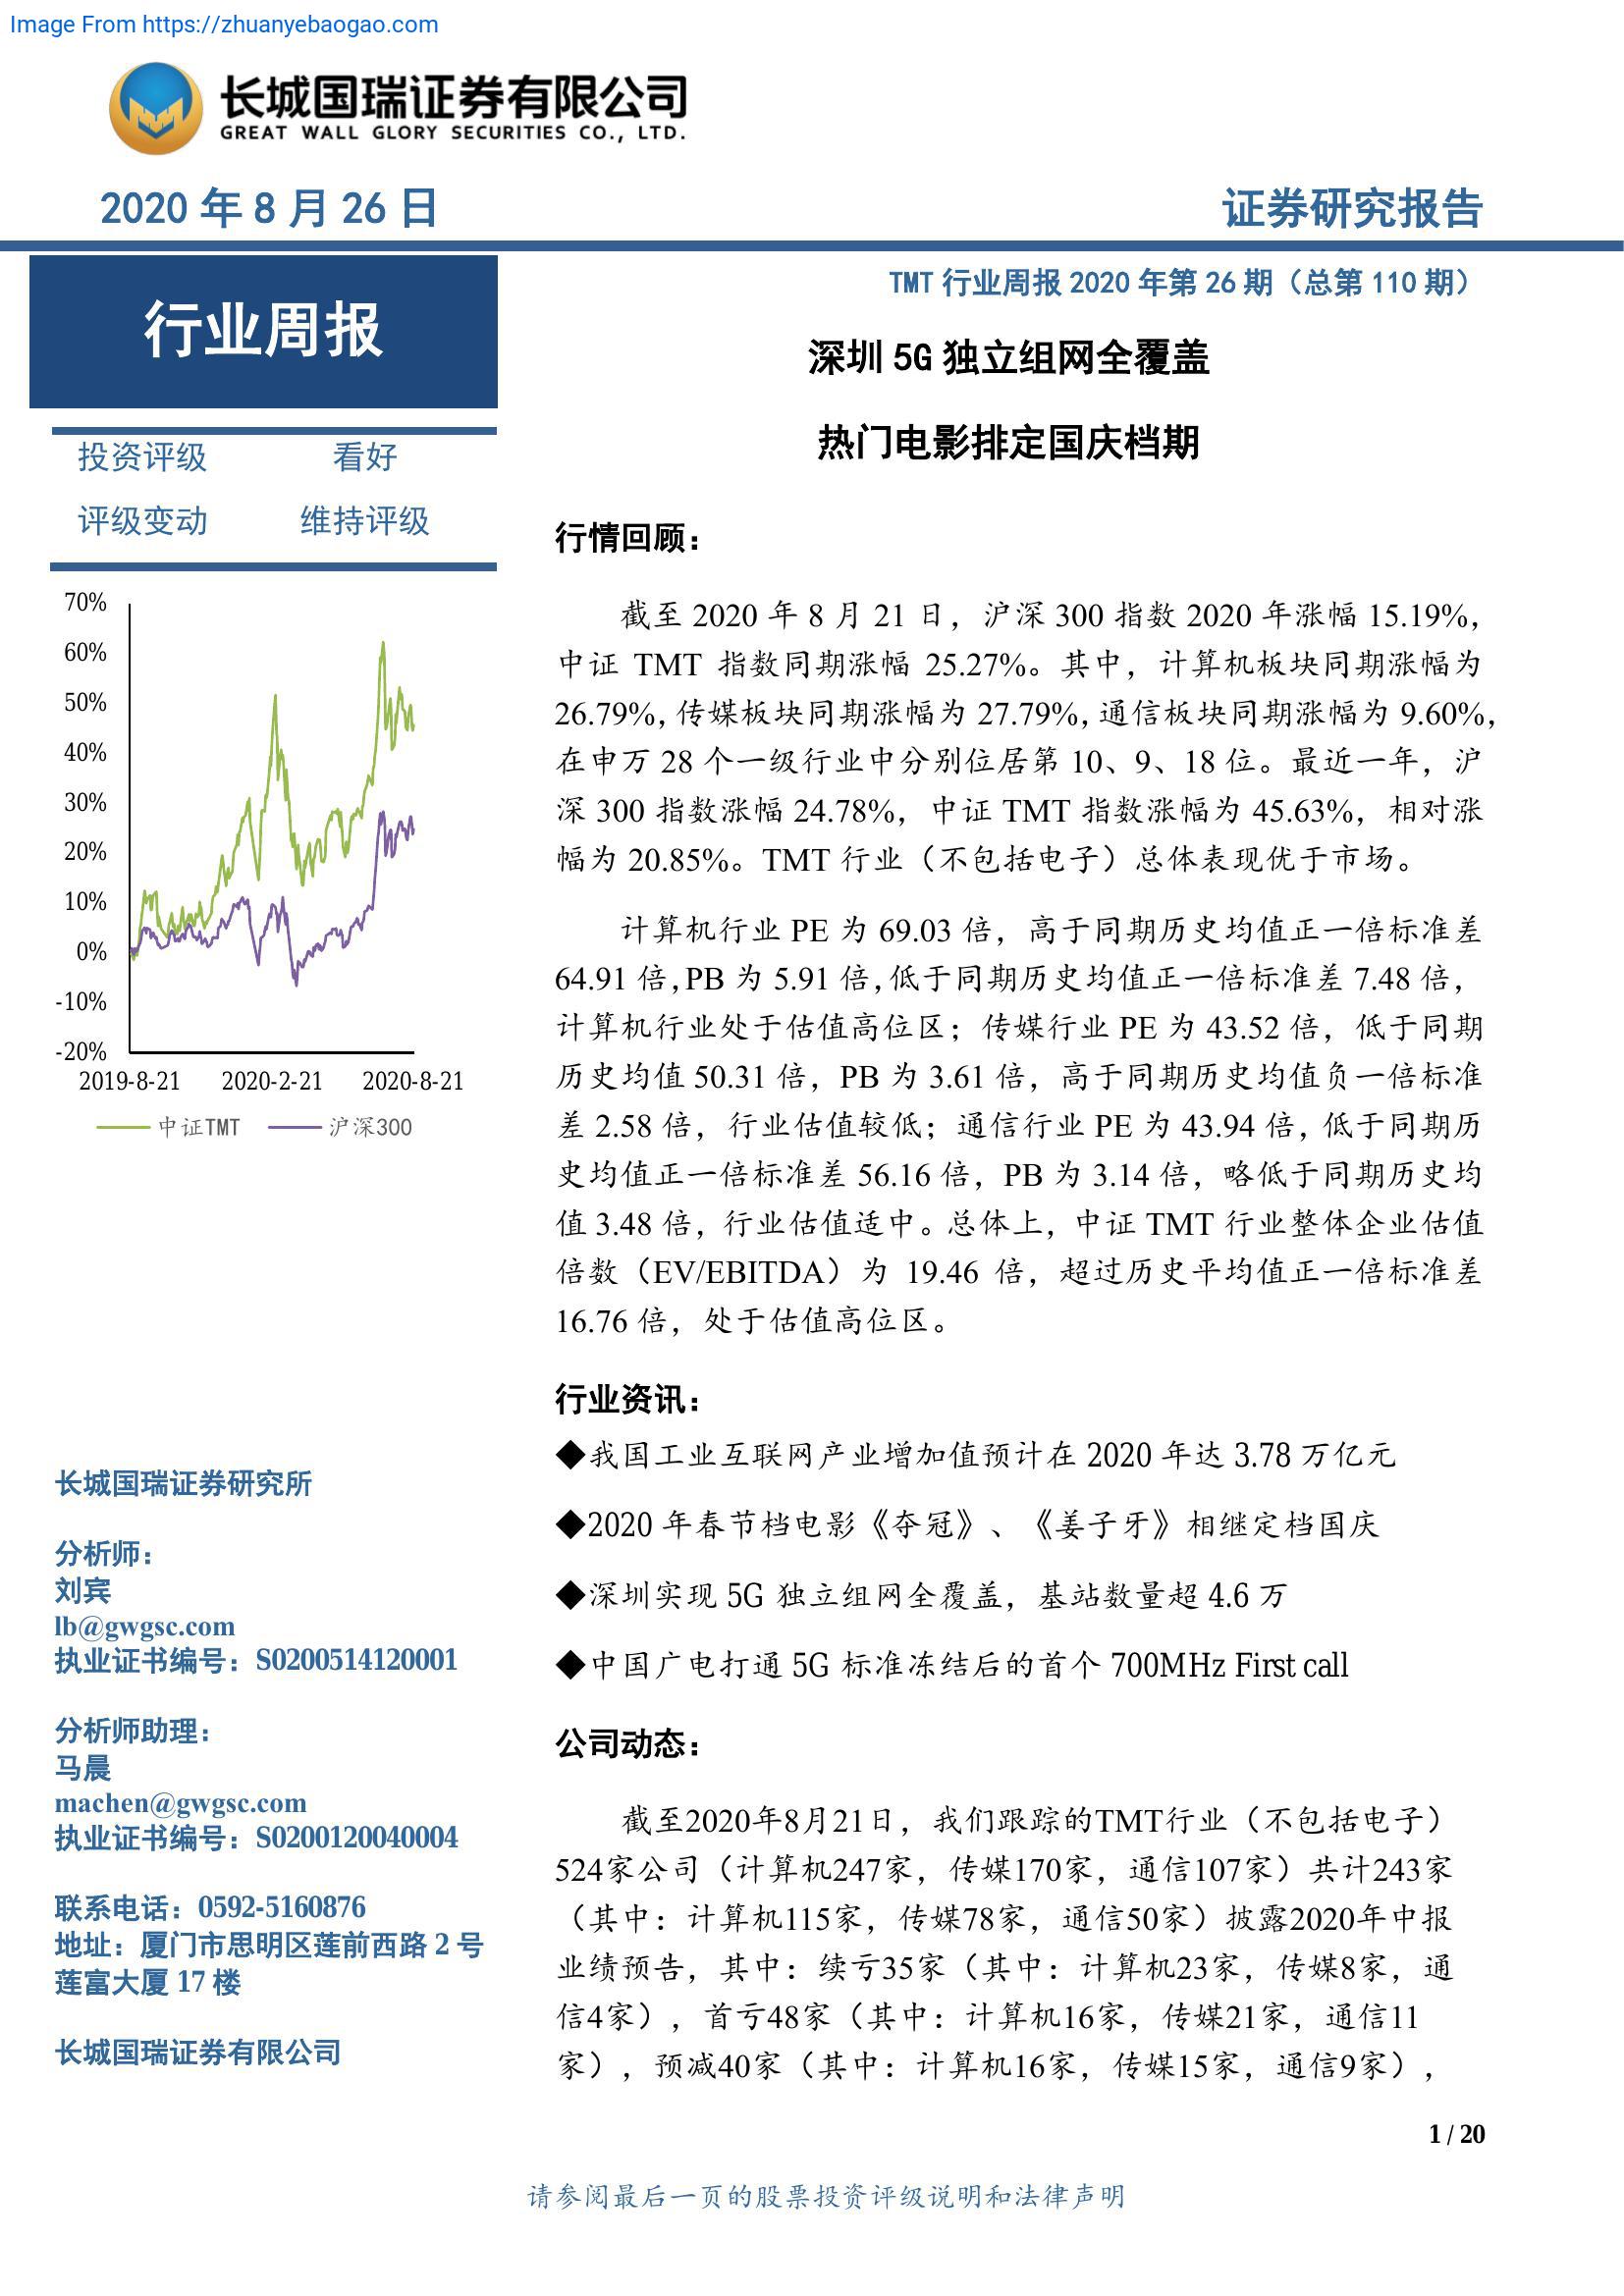 Image From https://zhuanyebaogao.com
长城国瑞证券有限公司
GREAT WALL GLORY SECURITIES CO., LTD.
2020 年 8 月 26 日
证券研究报告
行业周报
投资评级 看好
评级变动 维持评级
70%
60%
50%
40%
30%
20%
10%
0%
-10%
-20%
2019-8-21 2020-2-21 2020-8-21
中证TMT 沪深300
长城国瑞证券研究所
分析师：
刘宾
lb@gwgsc.com
执业证书编号：S0200514120001
分析师助理：
马晨
machen@gwgsc.com
执业证书编号：S0200120040004
联系电话：0592-5160876
地址：厦门市思明区莲前西路 2 号
莲富大厦 17 楼
长城国瑞证券有限公司
TMT 行业周报 2020 年第 26 期（总第 110 期）
深圳 5G 独立组网全覆盖
热门电影排定国庆档期
行情回顾：
截至 2020 年 8 月 21 日，沪深 300 指数 2020 年涨幅 15.19%，
中证 TMT 指数同期涨幅 25.27%。其中，计算机板块同期涨幅为
26.79%，传媒板块同期涨幅为 27.79%，通信板块同期涨幅为 9.60%，
在申万 28 个一级行业中分别位居第 10、9、18 位。最近一年，沪
深 300 指数涨幅 24.78%，中证 TMT 指数涨幅为 45.63%，相对涨
幅为 20.85%。TMT 行业（不包括电子）总体表现优于市场。
计算机行业 PE 为 69.03 倍，高于同期历史均值正一倍标准差
64.91 倍，PB 为 5.91 倍，低于同期历史均值正一倍标准差 7.48 倍，
计算机行业处于估值高位区；传媒行业 PE 为 43.52 倍，低于同期
历史均值 50.31 倍，PB 为 3.61 倍，高于同期历史均值负一倍标准
差 2.58 倍，行业估值较低；通信行业 PE 为 43.94 倍，低于同期历
史均值正一倍标准差 56.16 倍，PB 为 3.14 倍，略低于同期历史均
值 3.48 倍，行业估值适中。总体上，中证 TMT 行业整体企业估值
倍数（EV/EBITDA）为 19.46 倍，超过历史平均值正一倍标准差
16.76 倍，处于估值高位区。
行业资讯：
◆我国工业互联网产业增加值预计在 2020 年达 3.78 万亿元
◆2020 年春节档电影《夺冠》、《姜子牙》相继定档国庆
◆深圳实现 5G 独立组网全覆盖，基站数量超 4.6 万
◆中国广电打通 5G 标准冻结后的首个 700MHz First call
公司动态：
截至2020年8月21日，我们跟踪的TMT行业（不包括电子）
524家公司（计算机247家，传媒170家，通信107家）共计243家
（其中：计算机115家，传媒78家，通信50家）披露2020年中报
业绩预告，其中：续亏35家（其中：计算机23家，传媒8家，通
信4家），首亏48家（其中：计算机16家，传媒21家，通信11
家），预减40家（其中：计算机16家，传媒15家，通信9家），
1 / 20
请参阅最后一页的股票投资评级说明和法律声明